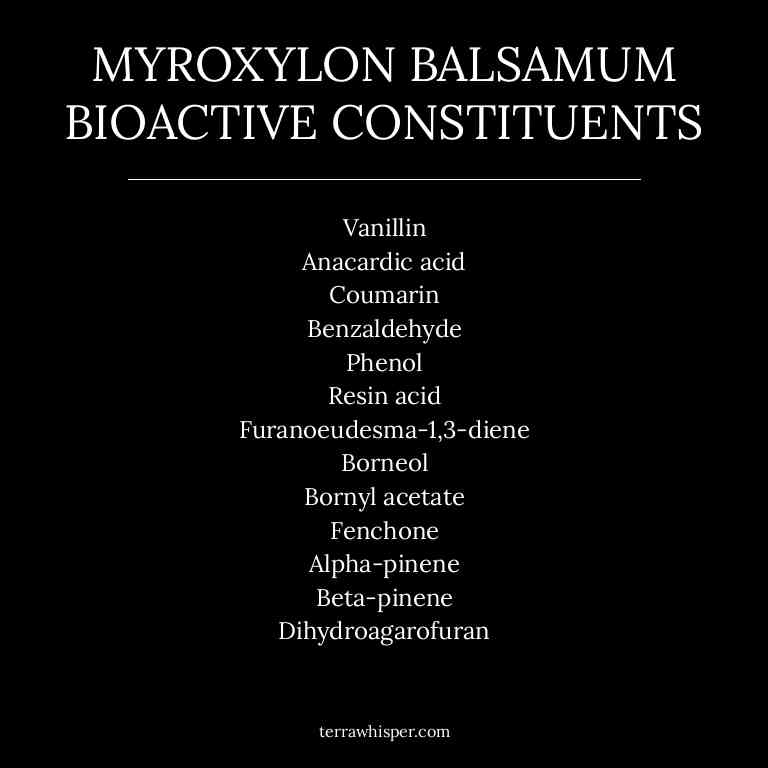 MYROXYLON BALSAMUM
BIOACTIVE CONSTITUENTS
Vanillin
Anacardic acid
Coumarin
Benzaldehyde
Phenol
Resin acid
Furanoeudesma-1,3-diene
Borneol
Bornyl acetate
Fenchone
Alpha-pinene
Beta-pinene
Dihydroagarofuran
terrawhisper.com